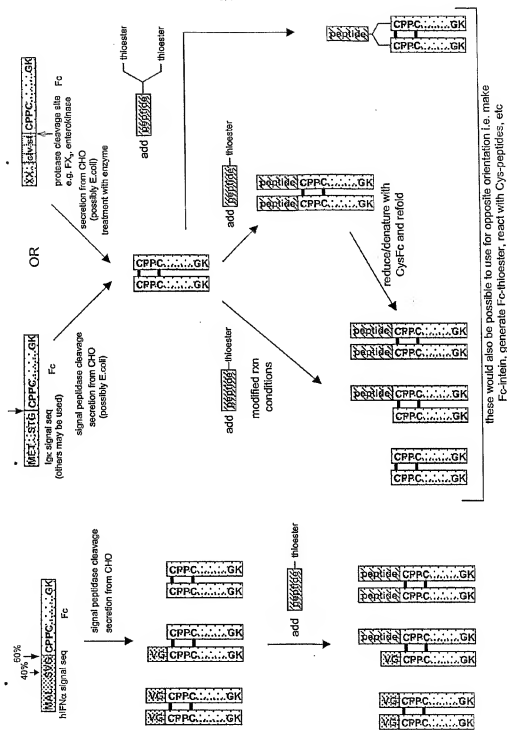 40%
60%
MAL SVG CPPC GK
hIFNα signal seq
Fc
signal peptidase cleavage
secretion from CHO
VG CPPC GK
VG CPPC GK
VG CPPC GK
CPPC GK
CPPC GK
CPPC GK
add peptide thioester
VG CPPC GK
VG CPPC GK
peptide CPPC GK
VG CPPC GK
peptide CPPC GK
peptide CPPC GK
MET STG CPPC GK
Igκ signal seq
(others may be used)
Fc
signal peptidase cleavage
secretion from CHO
(possibly E.coli)
OR
CPPC GK
protease cleavage site
Fc
e.g. FXa, enterokinase
secretion from CHO
(possibly E.coli)
treatment with enzyme
CPPC GK
CPPC GK
add peptide thioester
thioester
add peptide thioester
modified rxn
conditions
add peptide thioester
peptide CPPC GK
peptide CPPC GK
peptide CPPC GK
CPPC GK
reduce/denature with
CysFc and refold
CPPC GK
CPPC GK
peptide CPPC GK
CPPC GK
peptide CPPC GK
peptide CPPC GK
these would also be possible to use for opposite orientation i.e. make
Fc-intein, generate Fc-thioester, react with Cys-peptides, etc